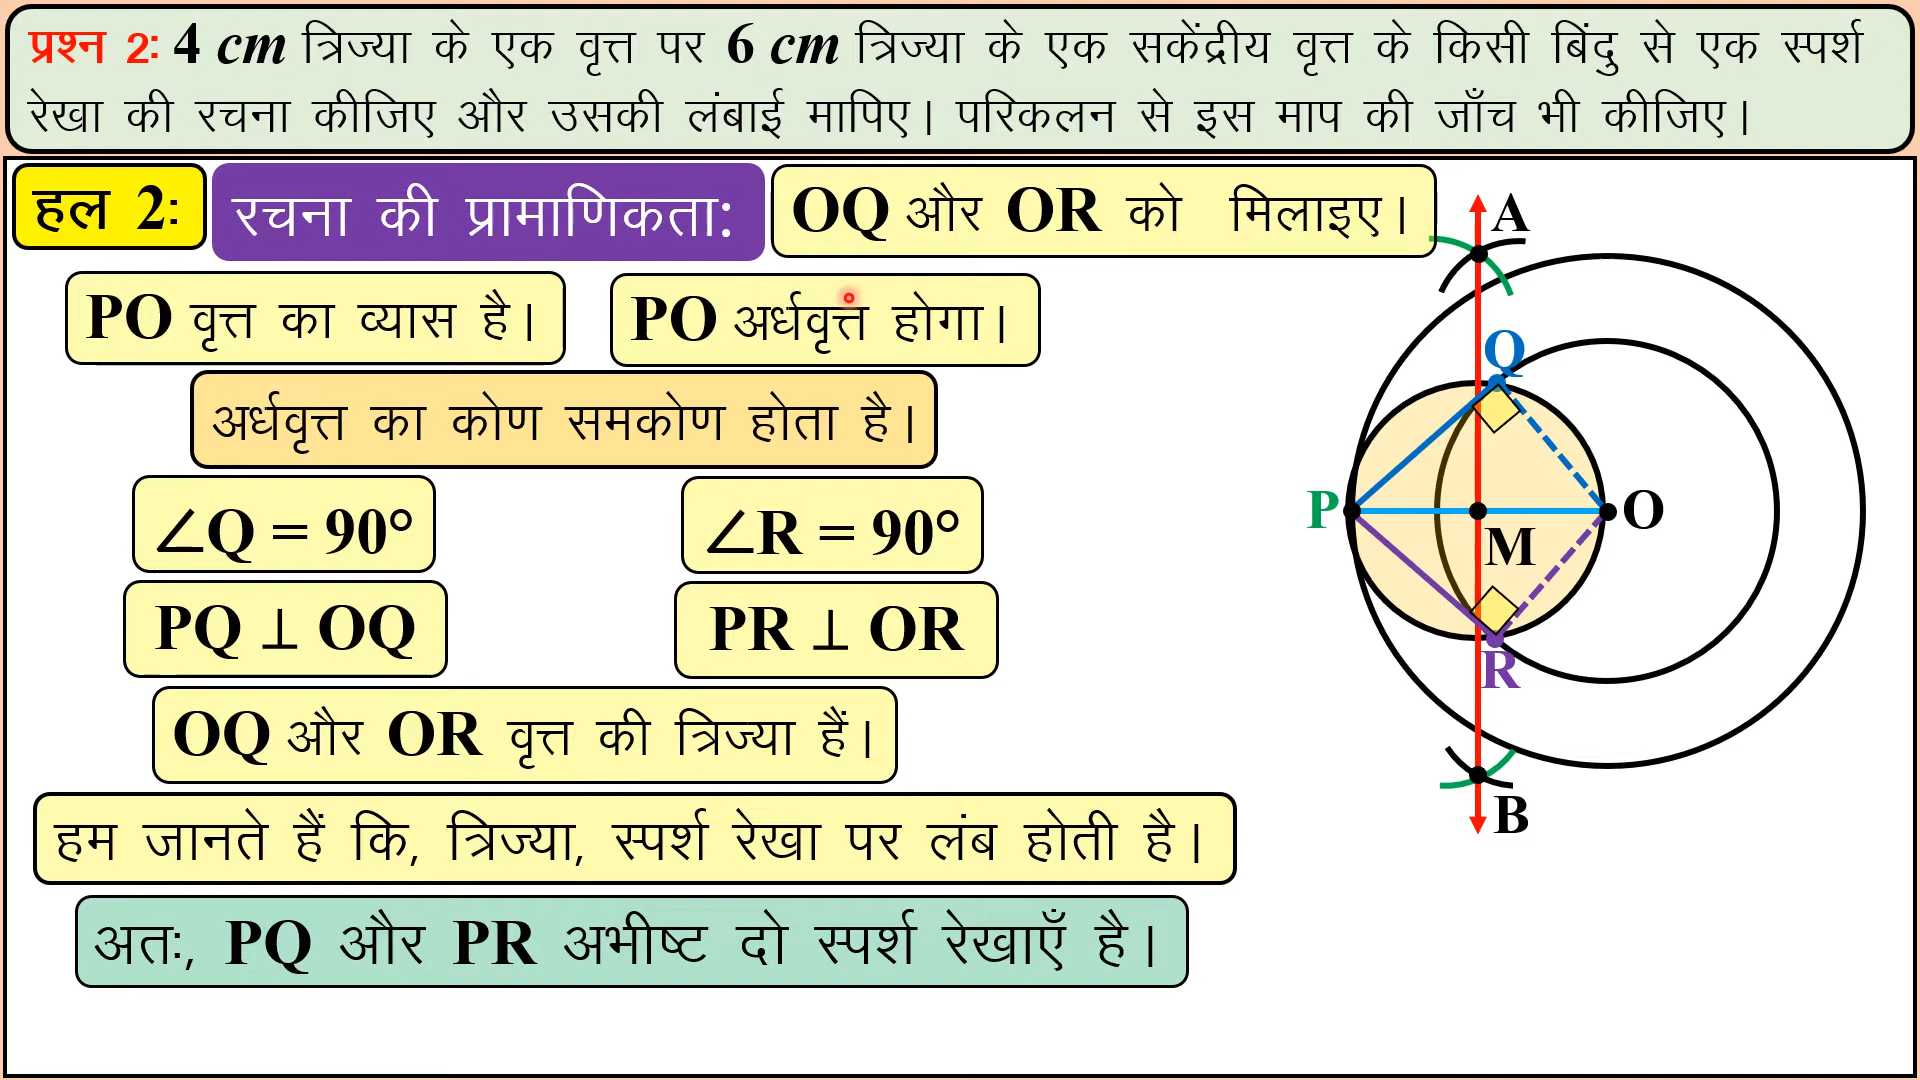 प्रश्न 2: 4 cm त्रिज्या के एक वृत्त पर 6 cm त्रिज्या के एक सकेंद्रीय वृत्त के किसी बिंदु से एक स्पर्श
रेखा की रचना कीजिए और उसकी लंबाई मापिए। परिकलन से इस माप की जाँच भी कीजिए।
हल 2: रचना की प्रामाणिकता: OQ और OR को मिलाइए।
PO वृत्त का व्यास है। PO अर्धवृत्त होगा।
अर्धवृत्त का कोण समकोण होता है।
∠Q = 90° ∠R = 90°
PQ ⊥ OQ PR ⊥ OR
OQ और OR वृत्त की त्रिज्या हैं।
हम जानते हैं कि, त्रिज्या, स्पर्श रेखा पर लंब होती है।
अतः, PQ और PR अभीष्ट दो स्पर्श रेखाएँ है।
A
Q
P
O
M
R
B